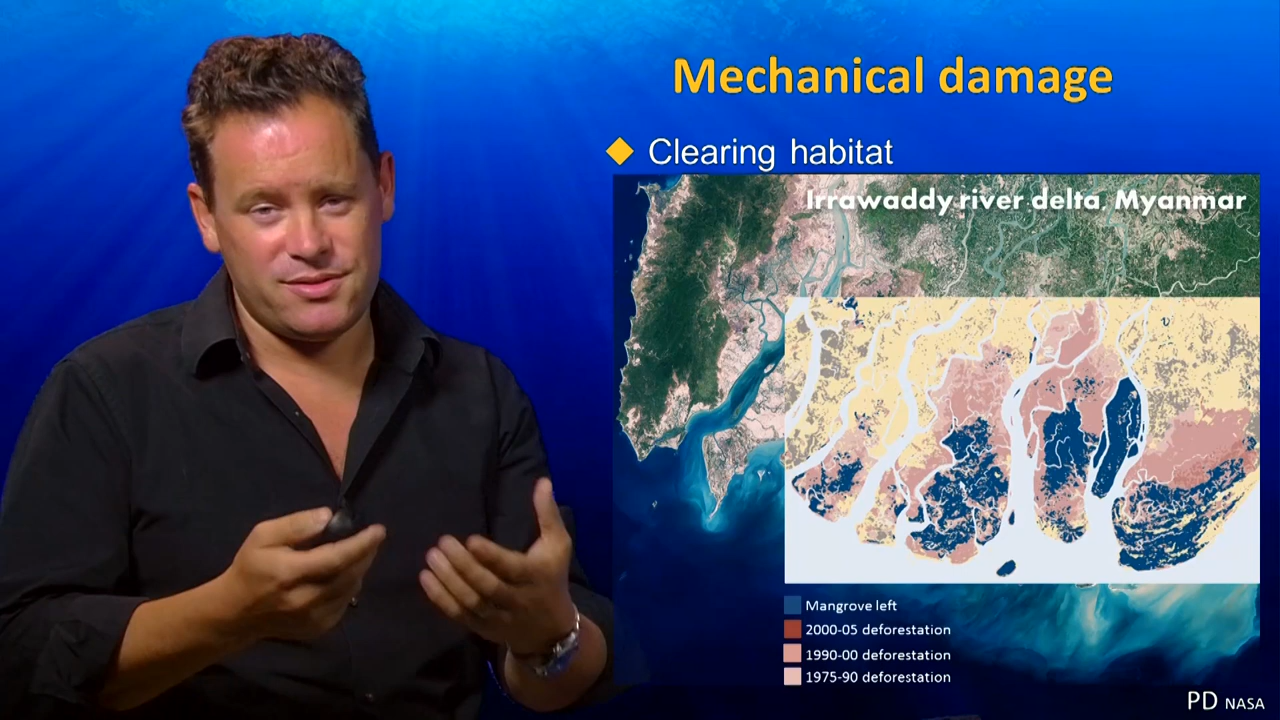 Mechanical damage
Clearing habitat
Irrawaddy river delta, Myanmar
Mangrove left
2000-05 deforestation
1990-00 deforestation
1975-90 deforestation
PD NASA